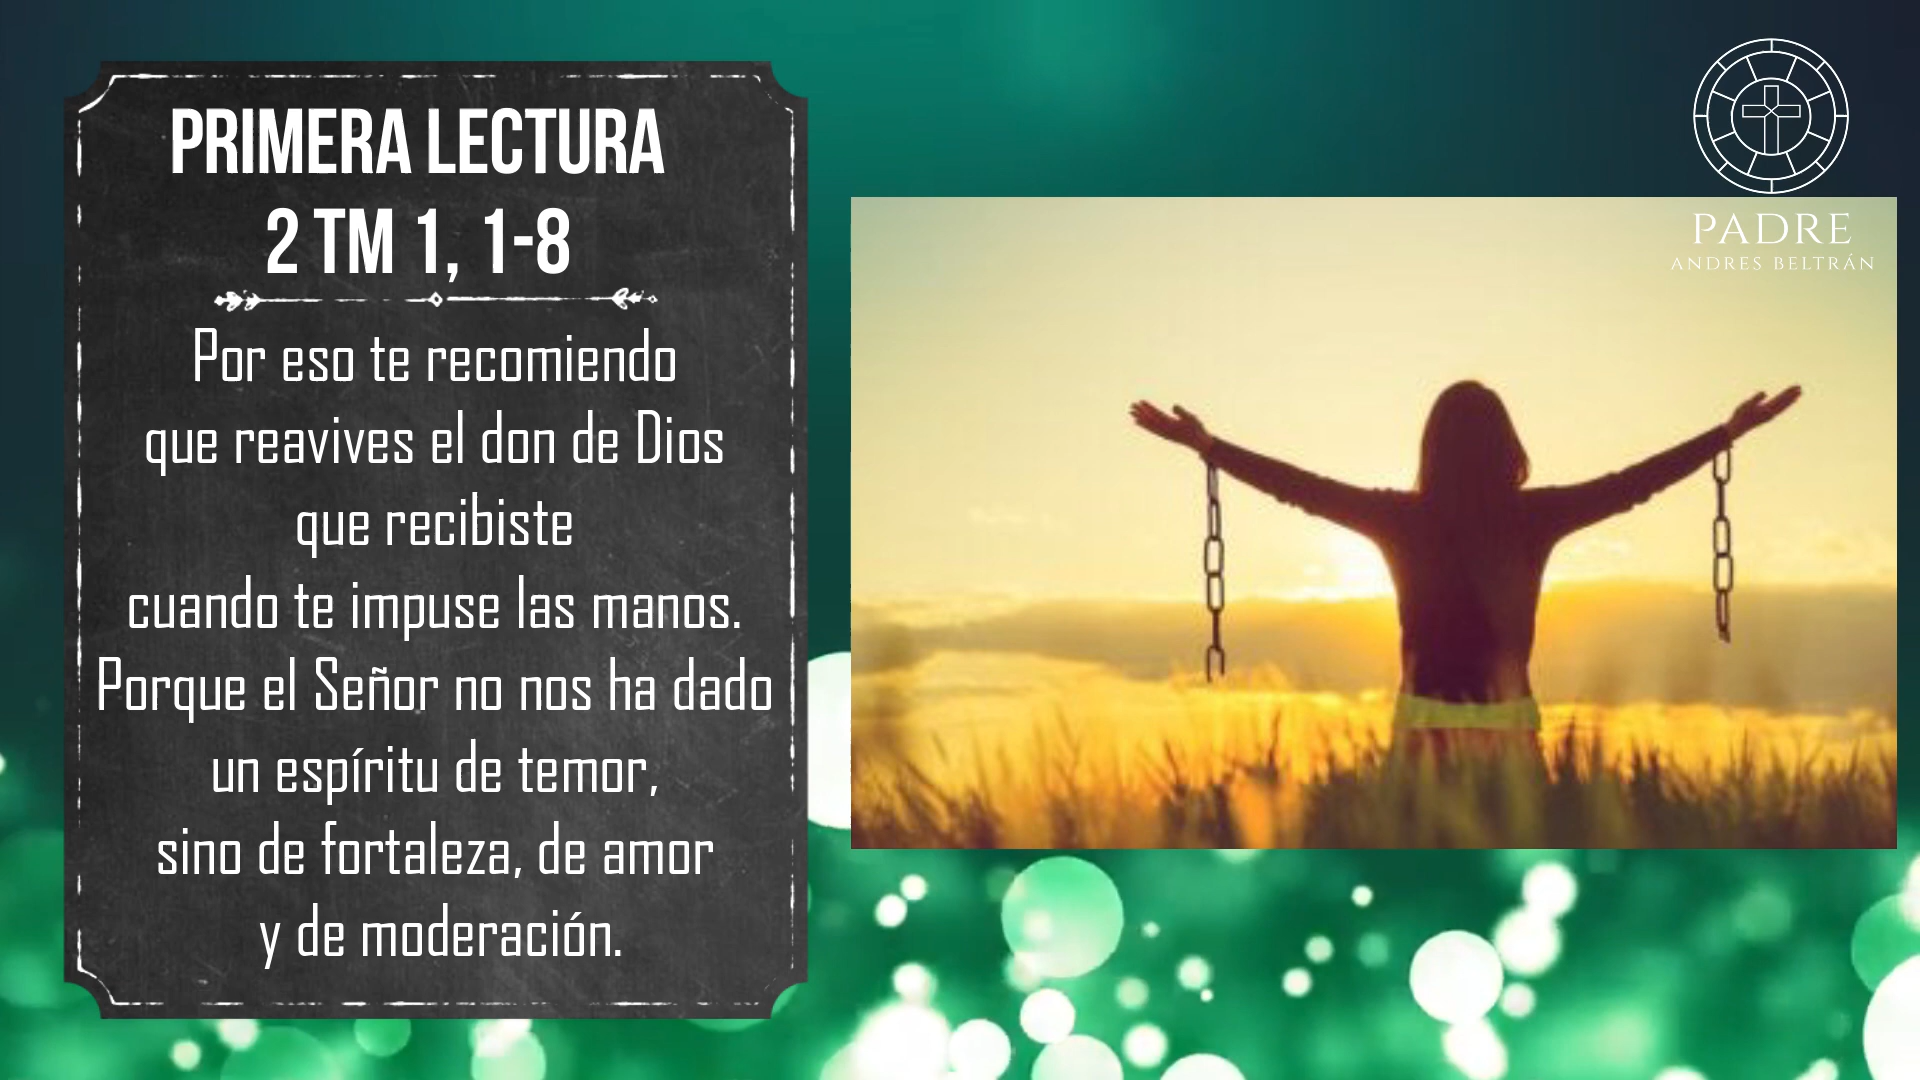 PRIMERA LECTURA
2 TM 1, 1-8
Por eso te recomiendo
que reavives el don de Dios
que recibiste
cuando te impuse las manos.
Porque el Señor no nos ha dado
un espíritu de temor,
sino de fortaleza, de amor
y de moderación.
PADRE
ANDRES BELTRÁN